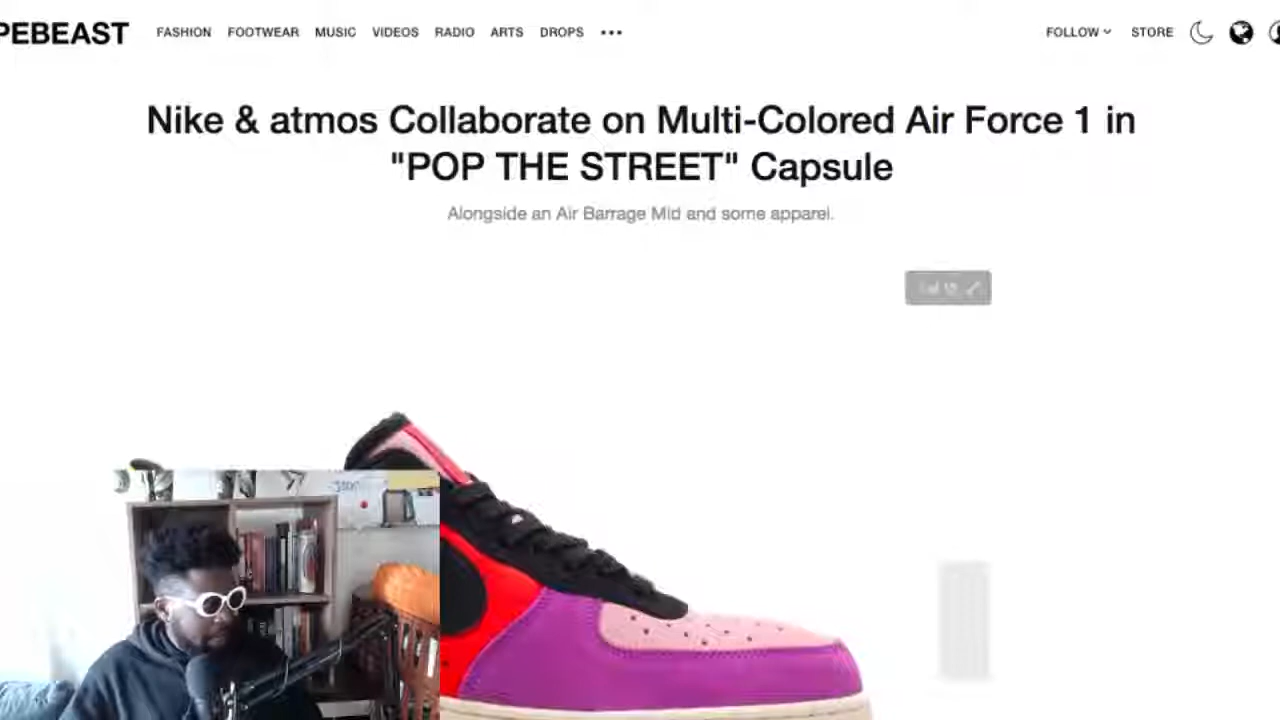 PEBEAST FASHION FOOTWEAR MUSIC VIDEOS RADIO ARTS DROPS ••• FOLLOW STORE
Nike & atmos Collaborate on Multi-Colored Air Force 1 in
"POP THE STREET" Capsule
Alongside an Air Barrage Mid and some apparel.